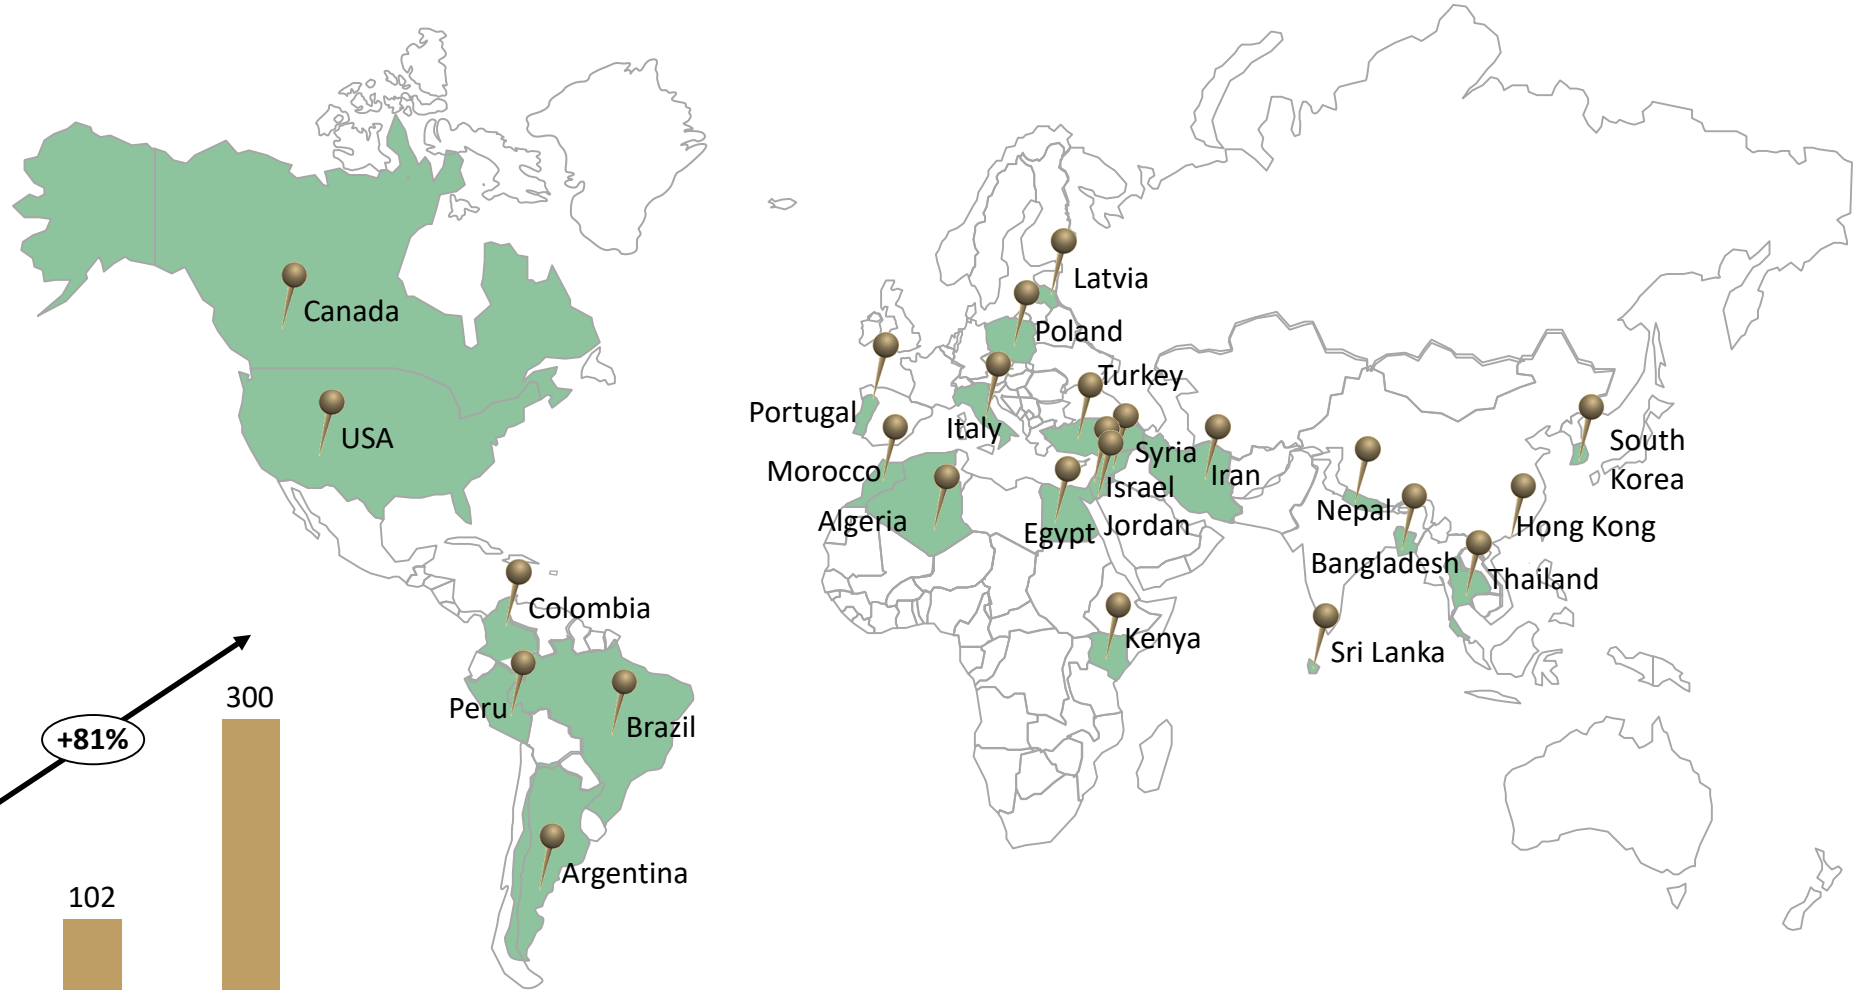 Latvia
Canada
Poland
Turkey
Portugal
Italy
USA
Syria
South
Korea
Morocco
Iran
Israel
Nepal
Algeria
Egypt
Jordan
Hong Kong
Bangladesh
Thailand
Colombia
Kenya
Sri Lanka
Peru
Brazil
Argentina
+81%
300
102